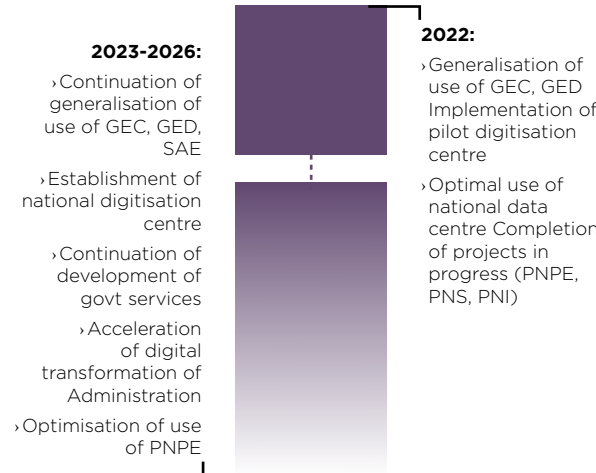 2023-2026:
›Continuation of
generalisation of
use of GEC, GED,
SAE
›Establishment of
national digitisation
centre
›Continuation of
development of
govt services
›Acceleration
of digital
transformation of
Administration
›Optimisation of use
of PNPE
2022:
›Generalisation of
use of GEC, GED
Implementation of
pilot digitisation
centre
›Optimal use of
national data
centre Completion
of projects in
progress (PNPE,
PNS, PNI)